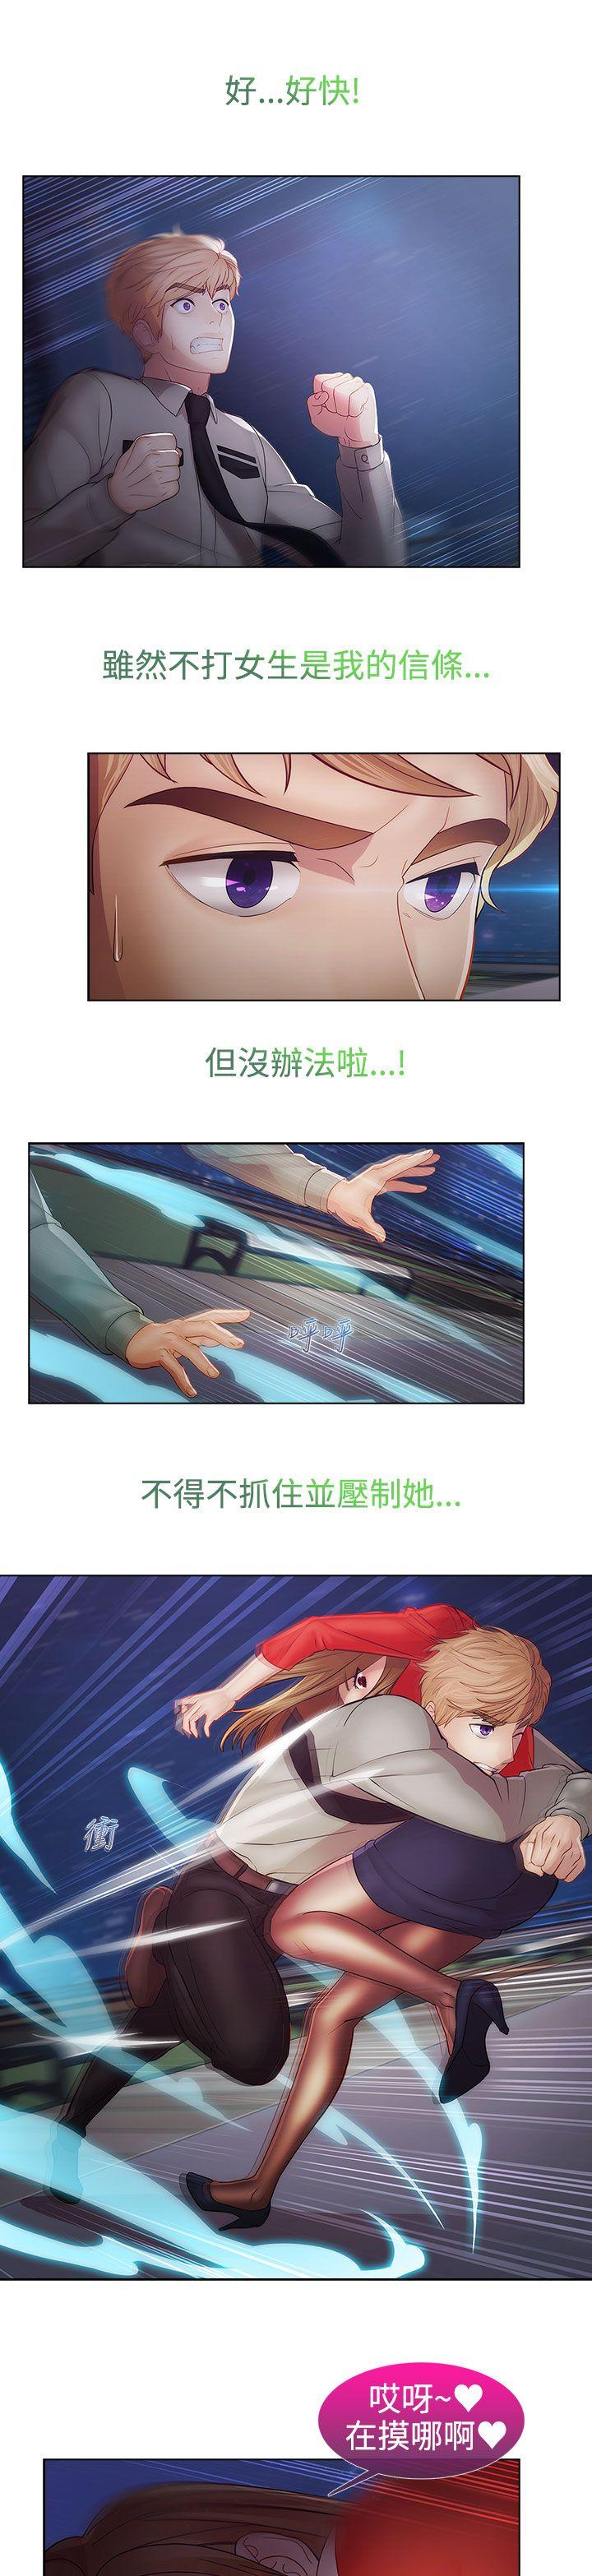 好...好快!
雖然不打女生是我的信條...
但沒辦法啦...!
呼呼
不得不抓住並壓制她...
衝
哎呀~♥
在摸哪啊♥